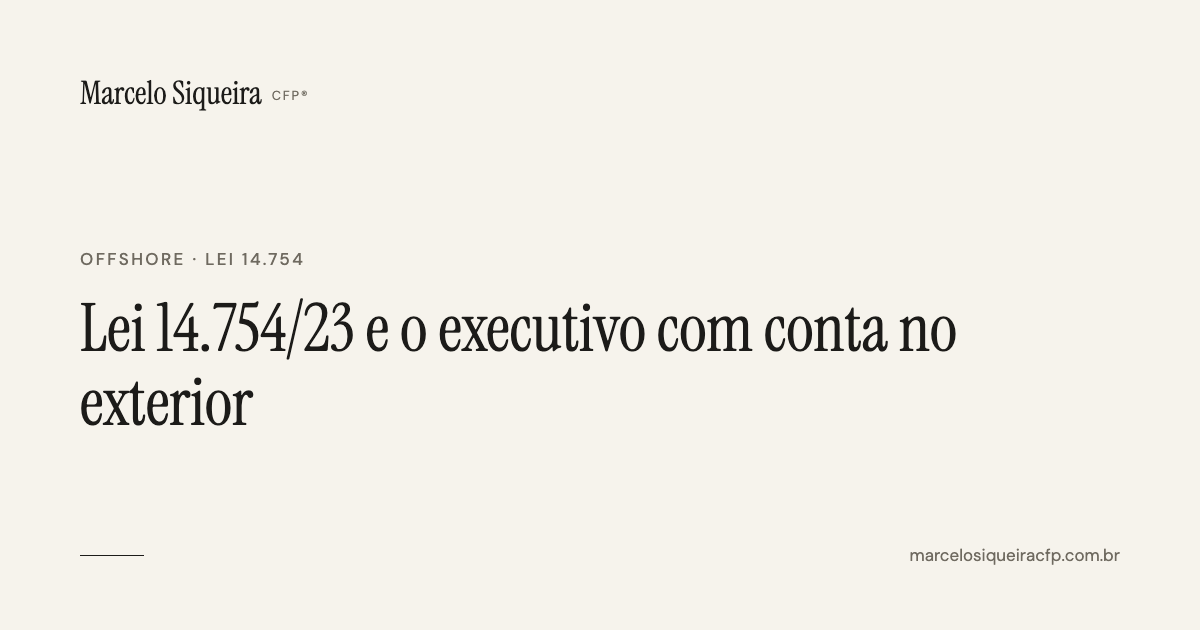 Marcelo Siqueira CFP®
OFFSHORE · LEI 14.754
Lei 14.754/23 e o executivo com conta no
exterior
marcelosiqueiracfp.com.br